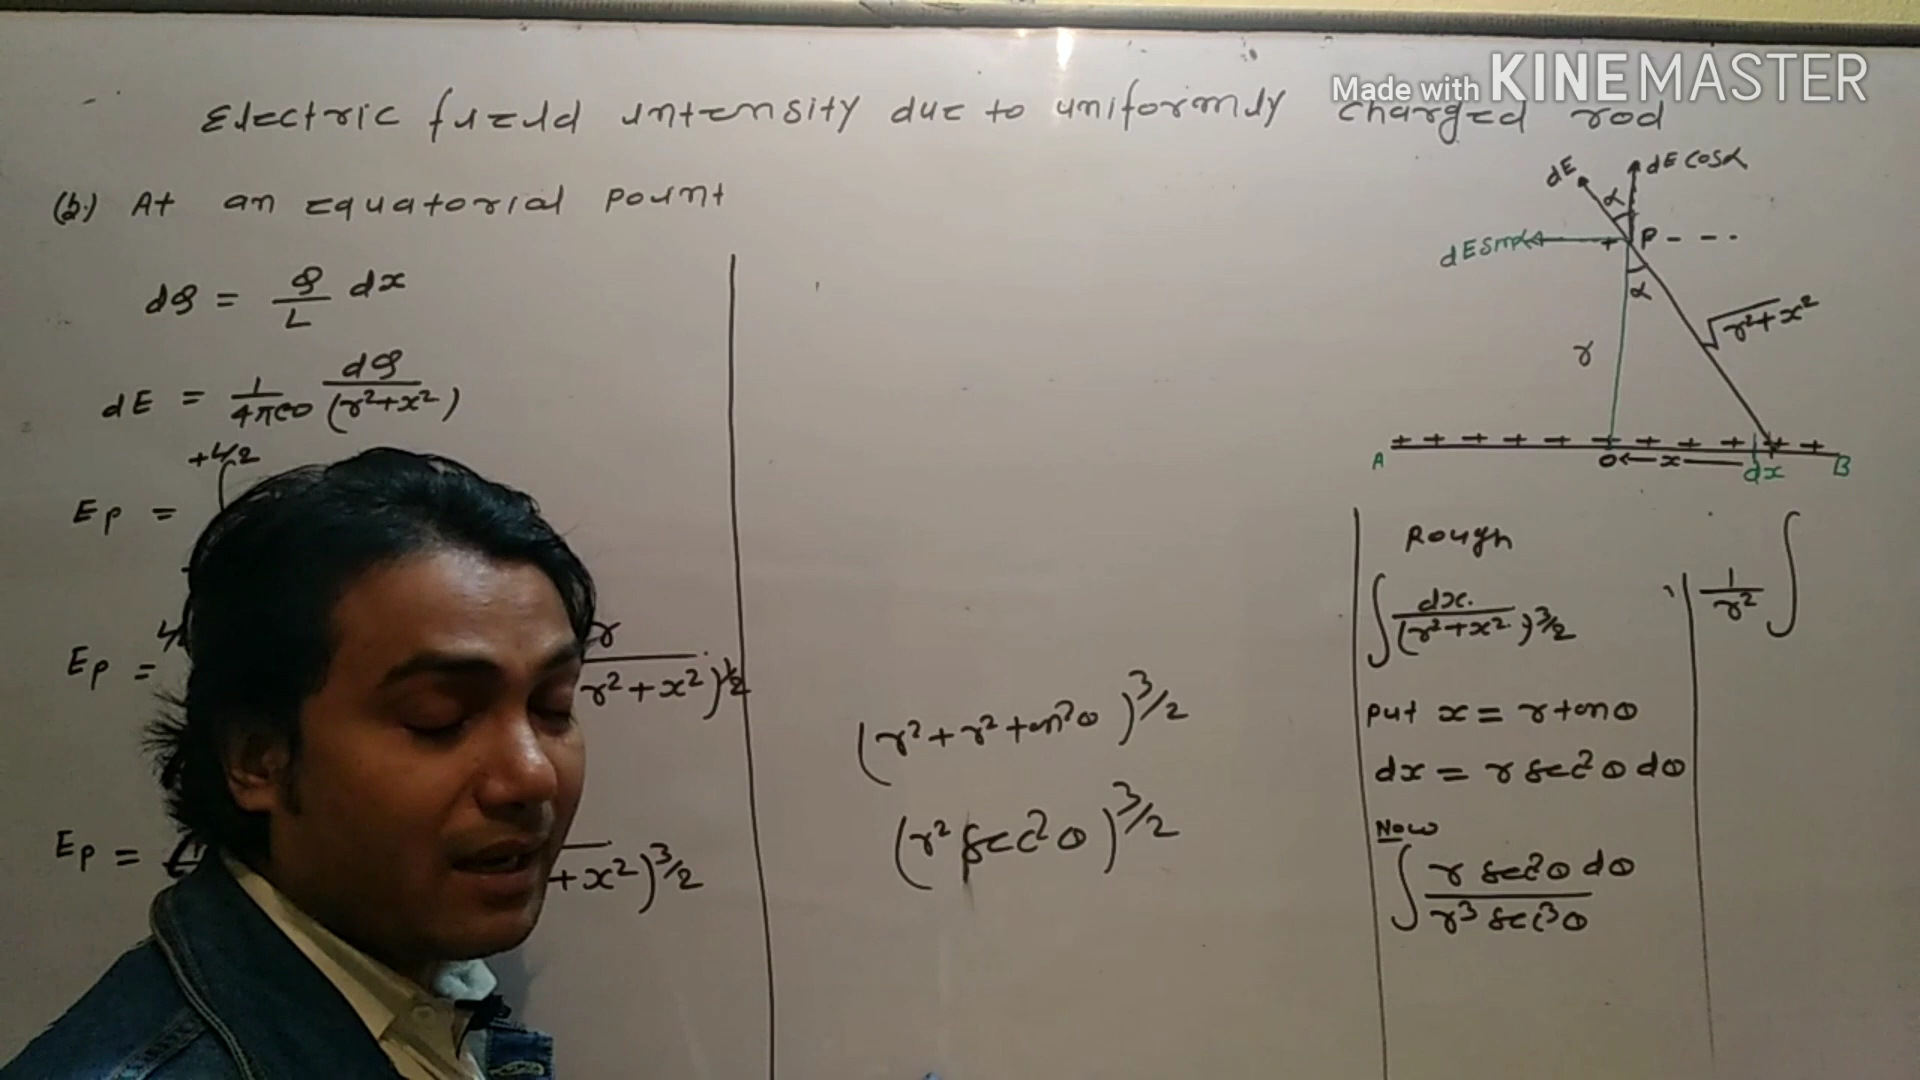 Made with KINEMASTER
Electric field intensity due to uniformly charged rod
(b.) At an equatorial point
dQ = Q/L dx
dE = 1/4πϵ0 dQ/(r²+x²)
+L/2
Ep =
Ep = r/(r²+x²)^1/2
Ep = +x²)^3/2
(r²+r²tan²θ)^3/2
(r² sec²θ)^3/2
dE
dE cosα
α
dE sinα
+ P
α
r
√r²+x²
+ + + + + + + + + + +
A O x dx B
Rough
∫ dx/(r²+x²)^3/2
put x = r tanθ
dx = r sec²θ dθ
Now
∫ r sec²θ dθ / r³ sec³θ
1/r² ∫